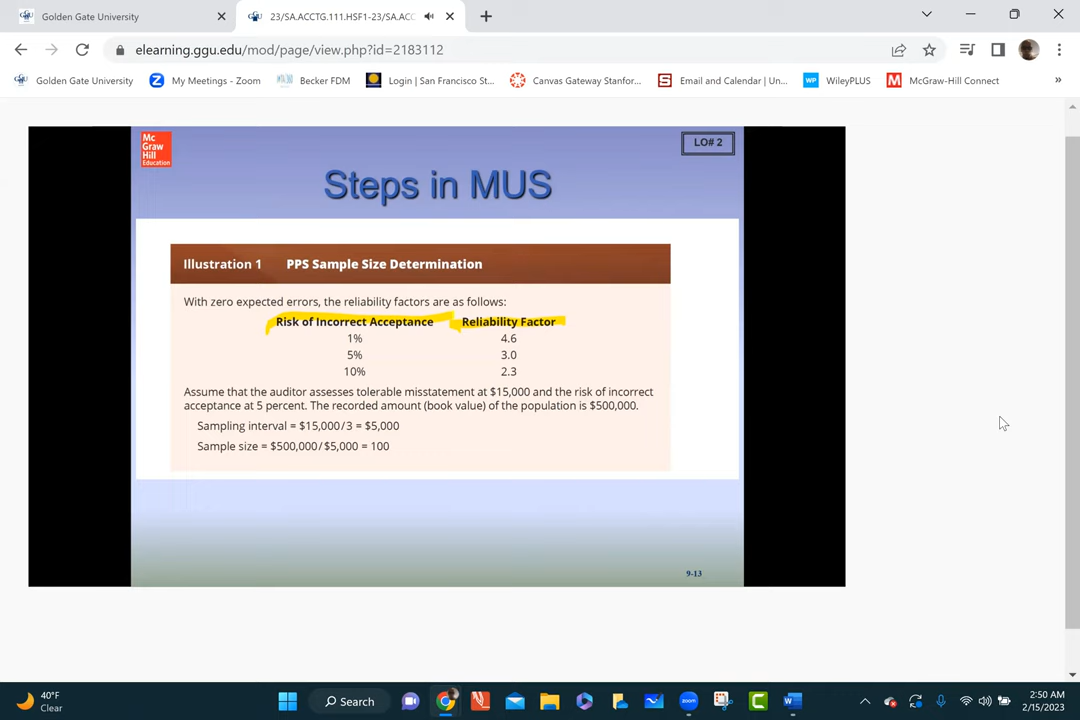 Golden Gate University
23/SA.ACCTG.111.HSF1-23/SA.ACC
elearning.ggu.edu/mod/page/view.php?id=2183112
Golden Gate University
My Meetings - Zoom
Becker FDM
Login | San Francisco St...
Canvas Gateway Stanfor...
Email and Calendar | Un...
WP
WileyPLUS
M
McGraw-Hill Connect
»
Mc
Graw
Hill
Education
LO# 2
Steps in MUS
Illustration 1 PPS Sample Size Determination
With zero expected errors, the reliability factors are as follows:
Risk of Incorrect Acceptance Reliability Factor
1% 4.6
5% 3.0
10% 2.3
Assume that the auditor assesses tolerable misstatement at $15,000 and the risk of incorrect
acceptance at 5 percent. The recorded amount (book value) of the population is $500,000.
Sampling interval = $15,000/3 = $5,000
Sample size = $500,000/$5,000 = 100
9-13
40°F
Clear
Search
zoom
2:50 AM
2/15/2023